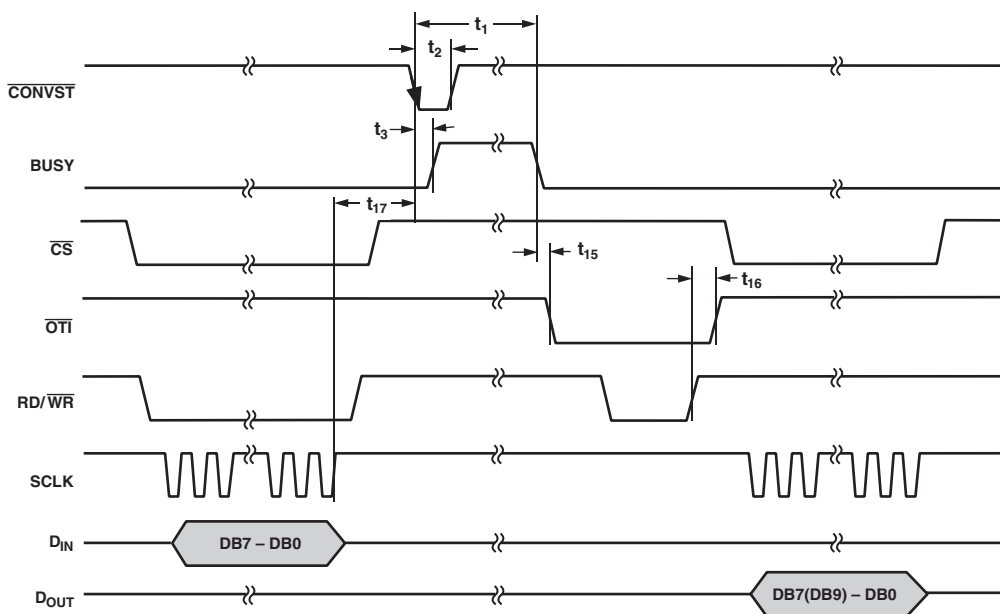 t1
t2
CONVST
t3
BUSY
t17
CS
t15
t16
OTI
RD/WR
SCLK
DIN
DB7 – DB0
DOUT
DB7(DB9) – DB0